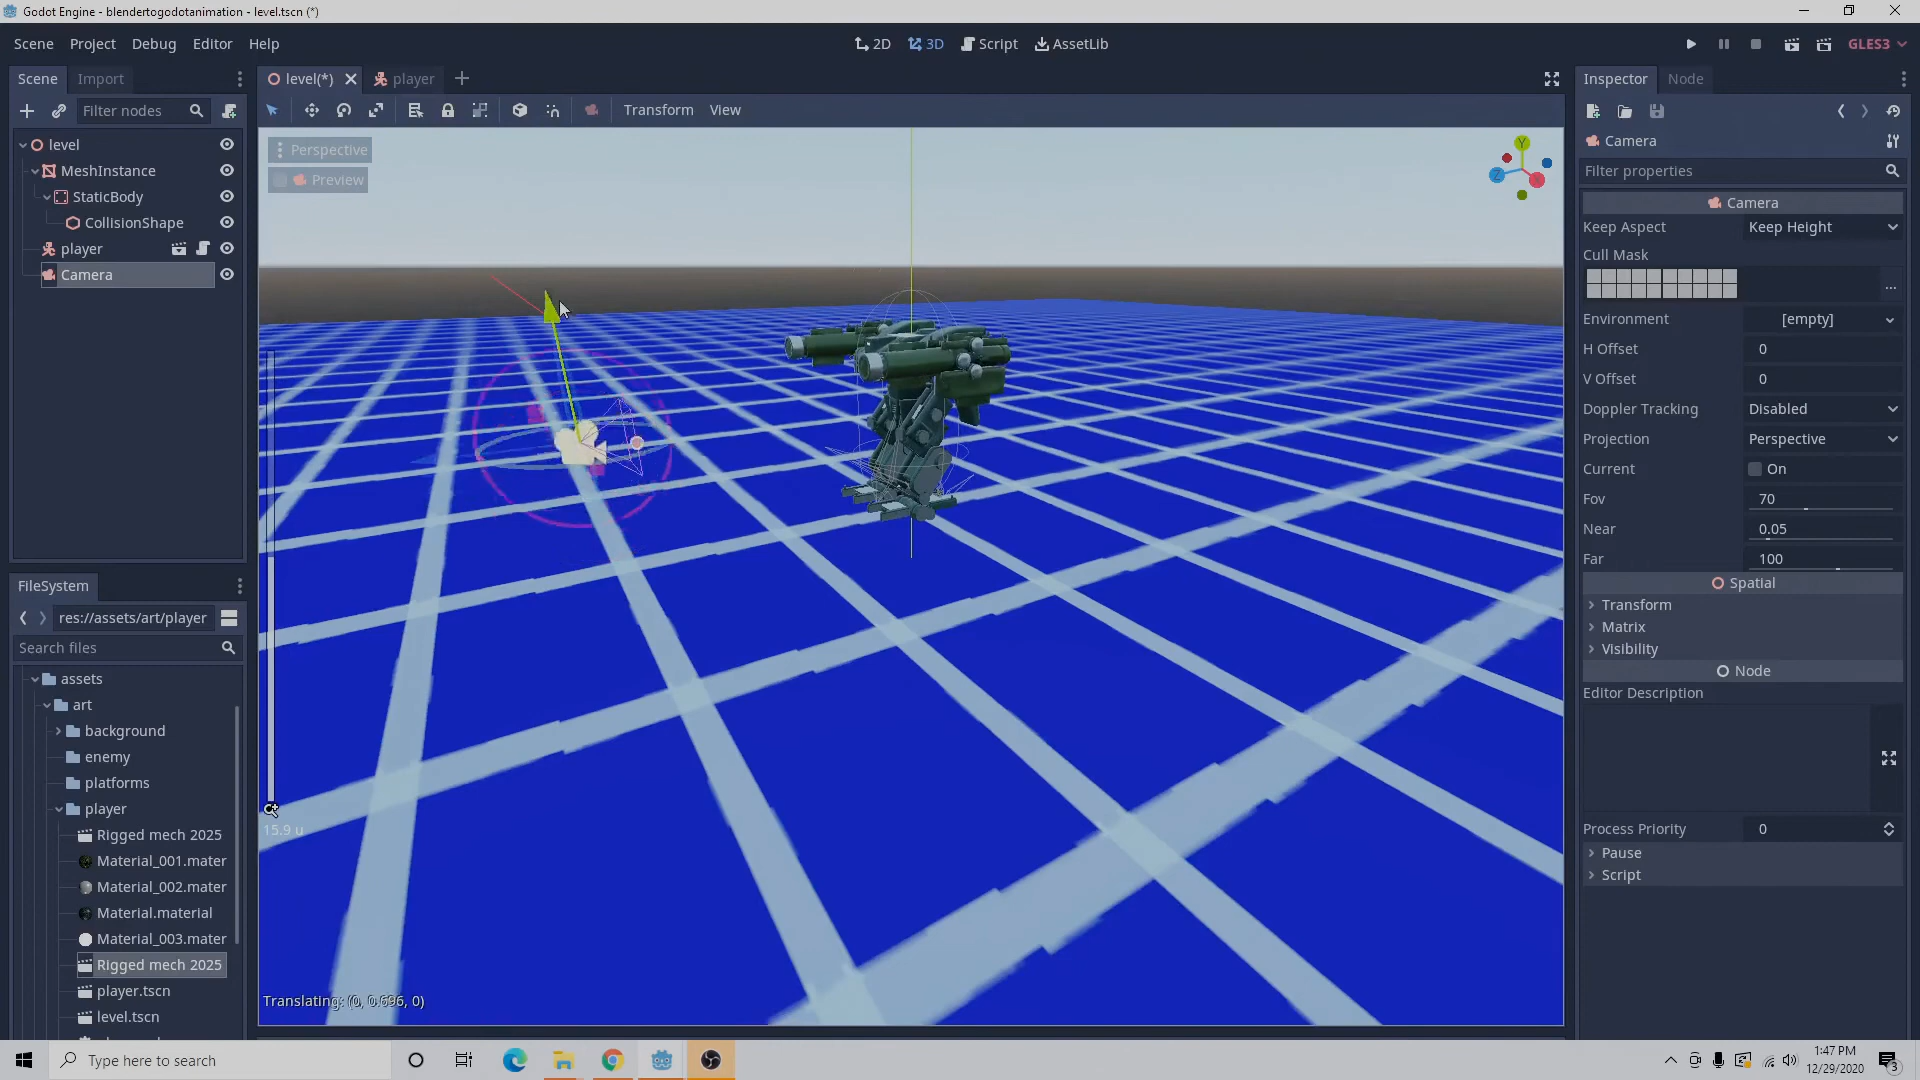 Godot Engine - blendertogodotanimation - level.tscn (*)
Scene Project Debug Editor Help
2D 3D Script AssetLib
GLES3
Scene Import
level(*) player
Inspector Node
Filter nodes
Transform View
Perspective
Preview
Y
Z
X
level
MeshInstance
StaticBody
CollisionShape
player
Camera
FileSystem
res://assets/art/player
Search files
assets
art
background
enemy
platforms
player
Rigged mech 2025
Material_001.mater
Material_002.mater
Material.material
Material_003.mater
Rigged mech 2025
player.tscn
level.tscn
15.9 u
Camera
Filter properties
Camera
Keep Aspect Keep Height
Cull Mask
...
Environment [empty]
H Offset 0
V Offset 0
Doppler Tracking Disabled
Projection Perspective
Current On
Fov 70
Near 0.05
Far 100
Spatial
Transform
Matrix
Visibility
Node
Editor Description
Process Priority 0
Pause
Script
Type here to search
1:47 PM
12/29/2020
3